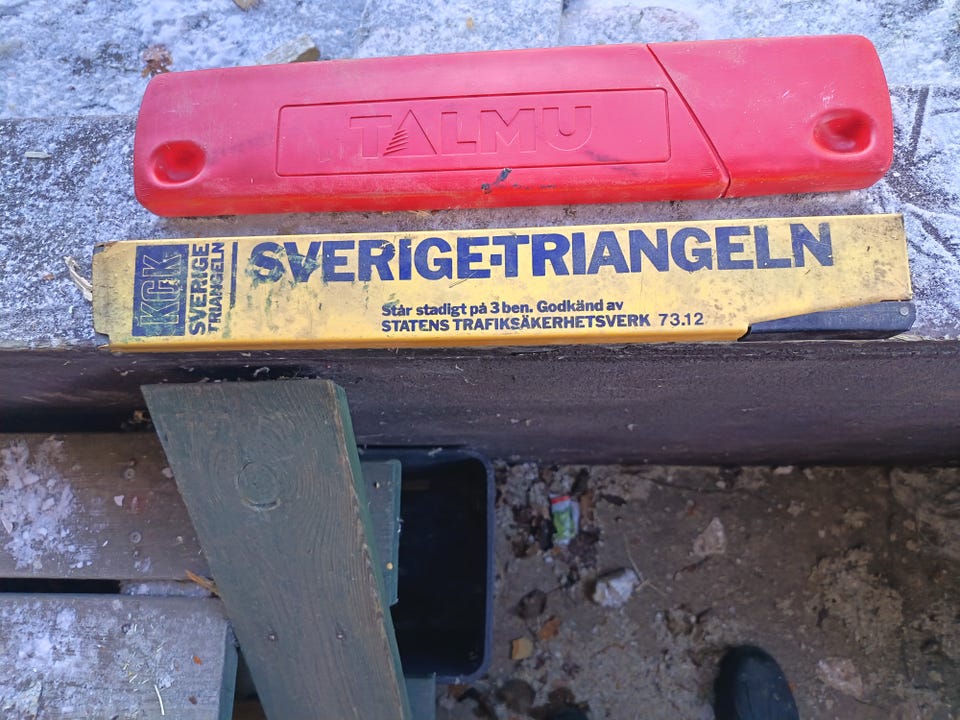 TALMU
KGK
SVERIGE
TRIANGELN
SVERIGE-TRIANGELN
Står stadigt på 3 ben. Godkänd av
STATENS TRAFIKSÄKERHETSVERK 73.12